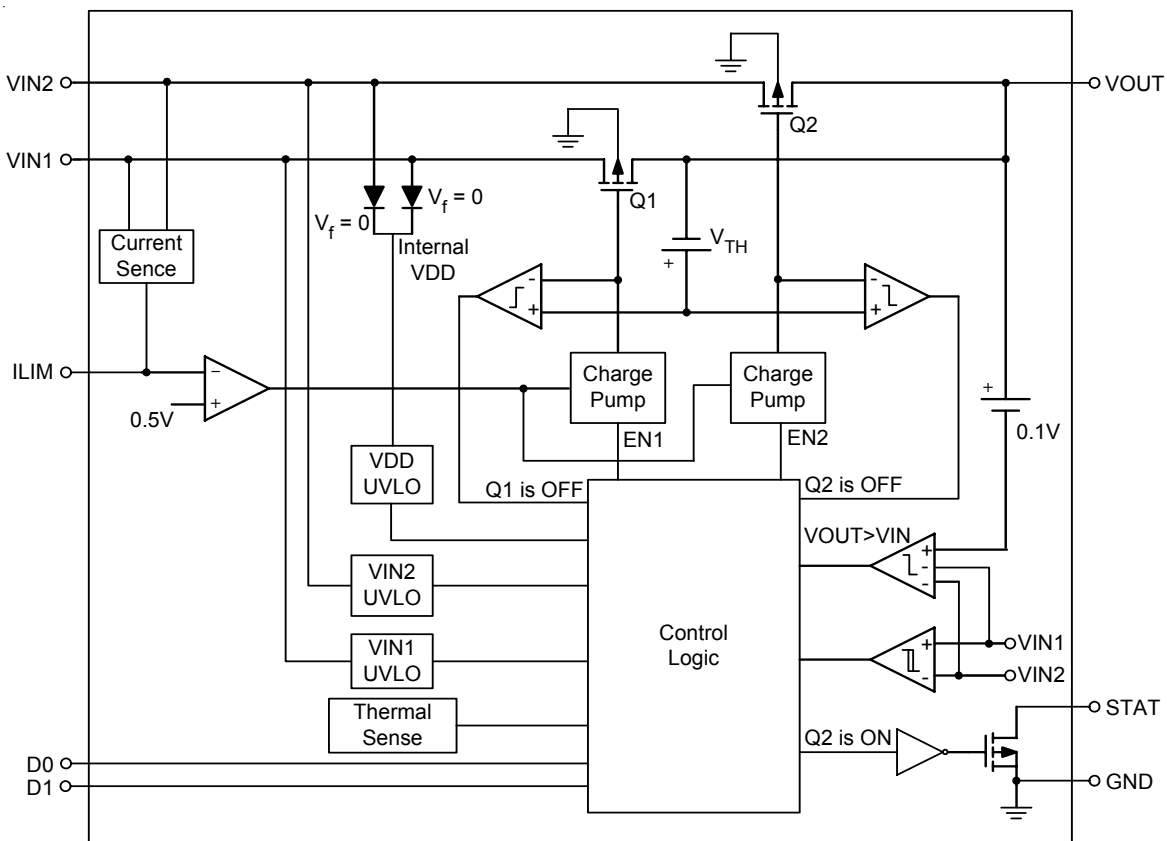 VIN2
VOUT
Q2
VIN1
Q1
V_f = 0
V_f = 0
Internal
VDD
Current
Sence
V_TH
+
-
+
-
+
ILIM
−
+
0.5V
Charge
Pump
Charge
Pump
+
0.1V
EN1
EN2
VDD
UVLO
Q1 is OFF
Q2 is OFF
VOUT>VIN
+
-
-
VIN2
UVLO
Control
Logic
VIN1
UVLO
+
-
VIN1
VIN2
Thermal
Sense
STAT
Q2 is ON
D0
D1
GND